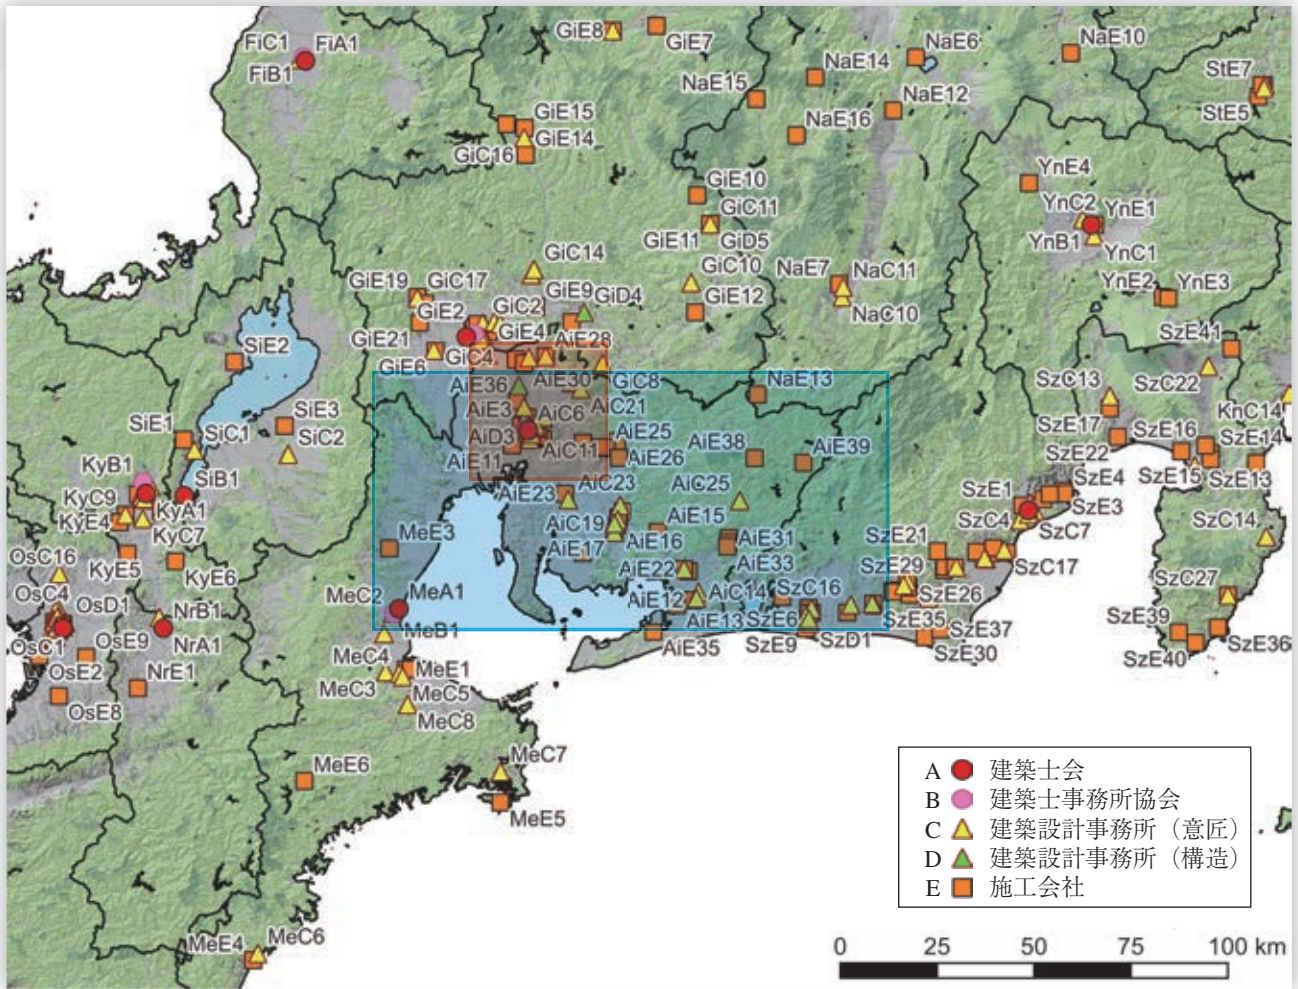 FiC1 FiA1
FiB1
GiE8
GiE7
NaE6
NaE10
NaE14
NaE15
NaE12
NaE16
StE7
StE5
GiE15
GiE14
GiC16
GiE10
GiC11
GiE11 GiD5
YnE4
YnC2 YnE1
YnB1 YnC1
YnE2 YnE3
GiC14
GiC10
NaE7 NaC11
NaC10
GiE19 GiC17
GiE9 GiD4
GiE12
GiE2 GiC2
GiE21 GiE4
AiE28
GiE6 GiC4
SzE41
SiE2
AiE36 AiE30 GiC8
NaE13
SzC13 SzC22
AiE3 AiC6 AiC21
SzE17
KnC14
SiE1 SiE3
SiC1 SiC2
AiD3 AiC11 AiE25
AiE38 AiE39
SzE16 SzE14
SzE22
AiE11 AiE26
KyB1
SiB1
SzE4 SzE15 SzE13
KyC9 KyA1
AiE23 AiC23 AiC25
SzE1 SzE3
KyE4 KyC7
AiC19 AiE15
SzC4 SzC7
SzC14
MeE3
AiE17 AiE16 AiE31
SzE21
KyE5 KyE6
OsC16
AiE22 AiE33
SzE29 SzC17
SzC27
OsC4 OsD1 NrB1
MeC2 MeA1
AiE12 AiC14 SzC16
SzE26
SzE39
MeB1
AiE13 SzE6
SzE35 SzE37
OsC1 OsE9 NrA1
AiE35 SzE9 SzD1
SzE30
SzE40 SzE36
OsE2 NrE1
MeC4 MeE1
MeC3 MeC5
OsE8
MeC8
MeE6
MeC7
MeE5
MeE4 MeC6
A 建築士会
B 建築士事務所協会
C 建築設計事務所（意匠）
D 建築設計事務所（構造）
E 施工会社
0 25 50 75 100 km